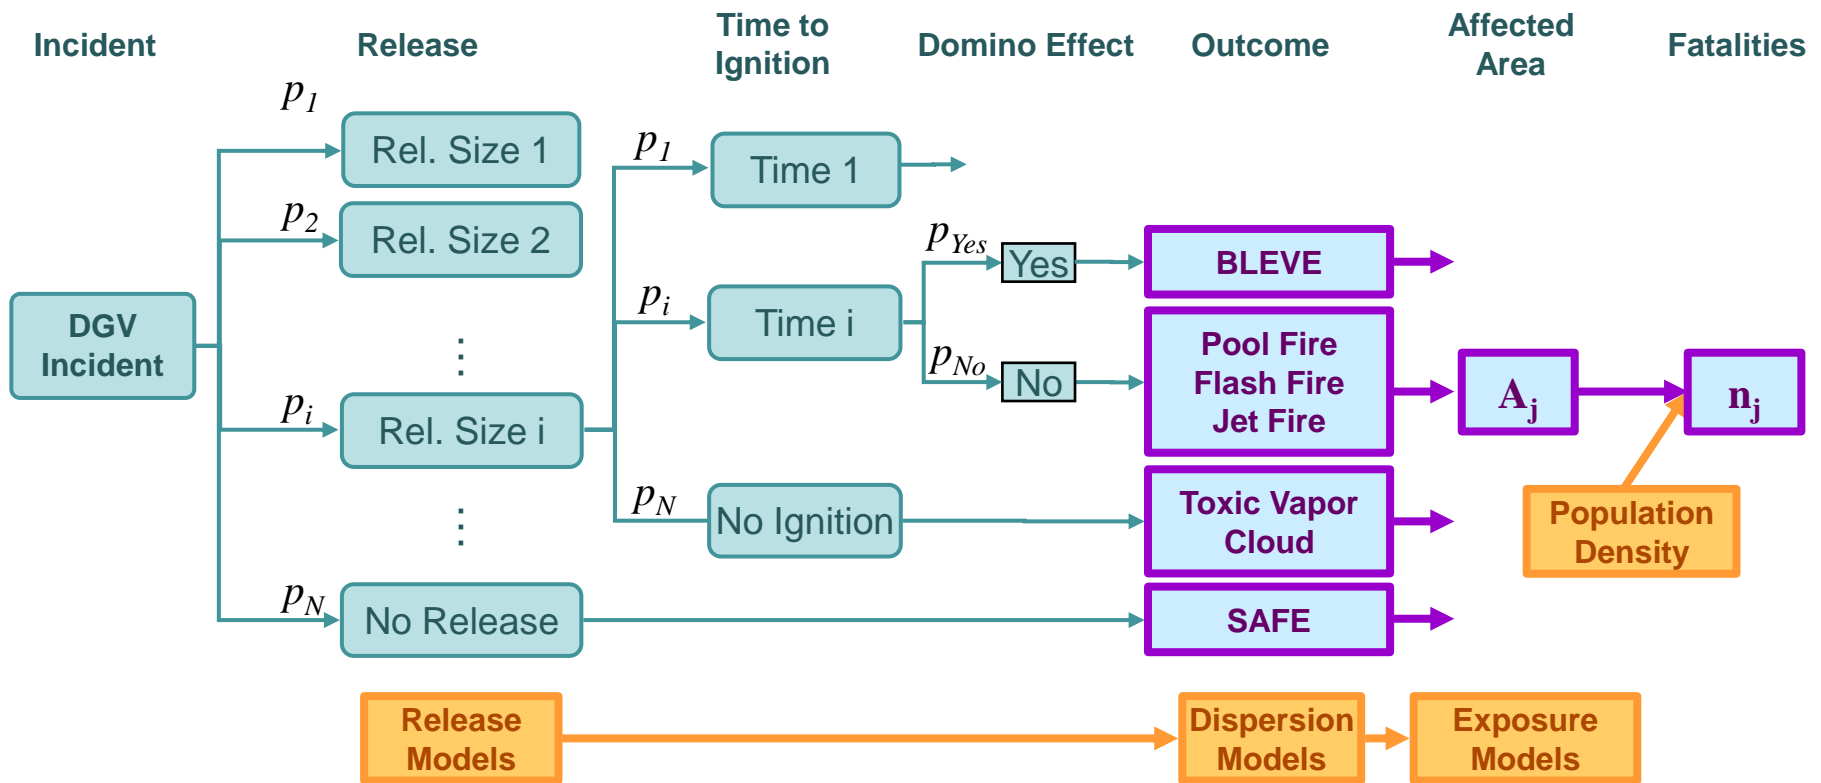 Incident
Release
Time to
Ignition
Domino Effect
Outcome
Affected
Area
Fatalities
p1
Rel. Size 1
p2
Rel. Size 2
DGV
Incident
⋮
pi
Rel. Size i
⋮
pN
No Release
p1
Time 1
pi
Time i
pN
No Ignition
pYes
Yes
pNo
No
BLEVE
Pool Fire
Flash Fire
Jet Fire
Toxic Vapor
Cloud
SAFE
Aj
nj
Population
Density
Release
Models
Dispersion
Models
Exposure
Models